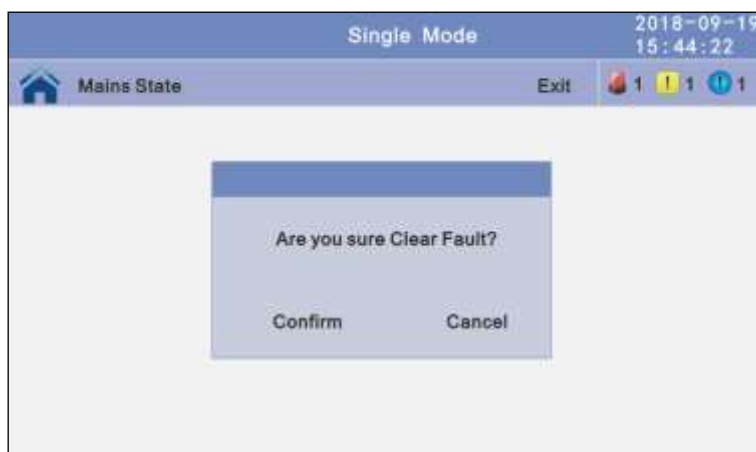 Single Mode
2018-09-19
15:44:22
Mains State
Exit
1 ! 1 ! 1
Are you sure Clear Fault?
Confirm
Cancel